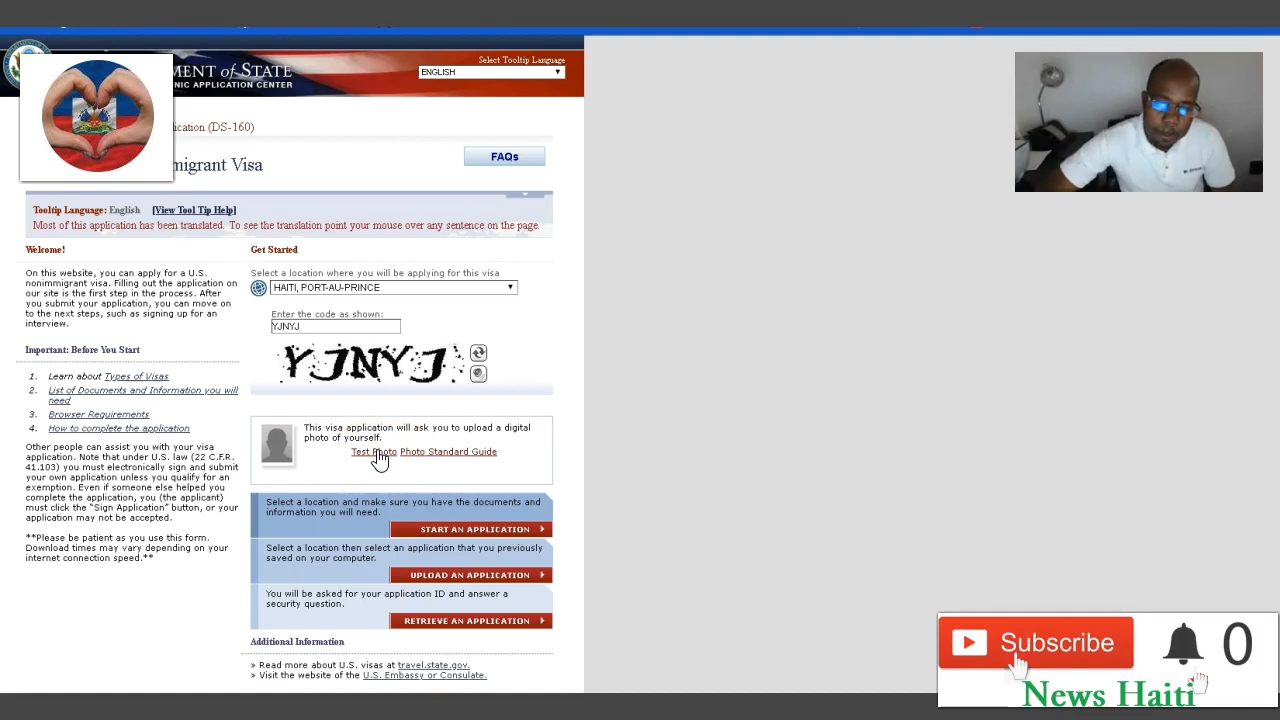 MENT of STATE
NIC APPLICATION CENTER
Select Tooltip Language
ENGLISH
ication (DS-160)
migrant Visa
FAQs
Tooltip Language: English [View Tool Tip Help]
Most of this application has been translated. To see the translation point your mouse over any sentence on the page.
Welcome!
On this website, you can apply for a U.S.
nonimmigrant visa. Filling out the application on
our site is the first step in the process. After
you submit your application, you can move on
to the next steps, such as signing up for an
interview.
Important: Before You Start
1. Learn about Types of Visas
2. List of Documents and Information you will
need
3. Browser Requirements
4. How to complete the application
Other people can assist you with your visa
application. Note that under U.S. law (22 C.F.R.
41.103) you must electronically sign and submit
your own application unless you qualify for an
exemption. Even if someone else helped you
complete the application, you (the applicant)
must click the "Sign Application" button, or your
application may not be accepted.
**Please be patient as you use this form.
Download times may vary depending on your
internet connection speed.**
Get Started
Select a location where you will be applying for this visa
HAITI, PORT-AU-PRINCE
Enter the code as shown:
YJNYJ
YJNYJ
This visa application will ask you to upload a digital
photo of yourself.
Test Photo Photo Standard Guide
Select a location and make sure you have the documents and
information you will need.
START AN APPLICATION
Select a location then select an application that you previously
saved on your computer.
UPLOAD AN APPLICATION
You will be asked for your application ID and answer a
security question.
RETRIEVE AN APPLICATION
Additional Information
» Read more about U.S. visas at travel.state.gov.
» Visit the website of the U.S. Embassy or Consulate.
Subscribe
0
News Haiti